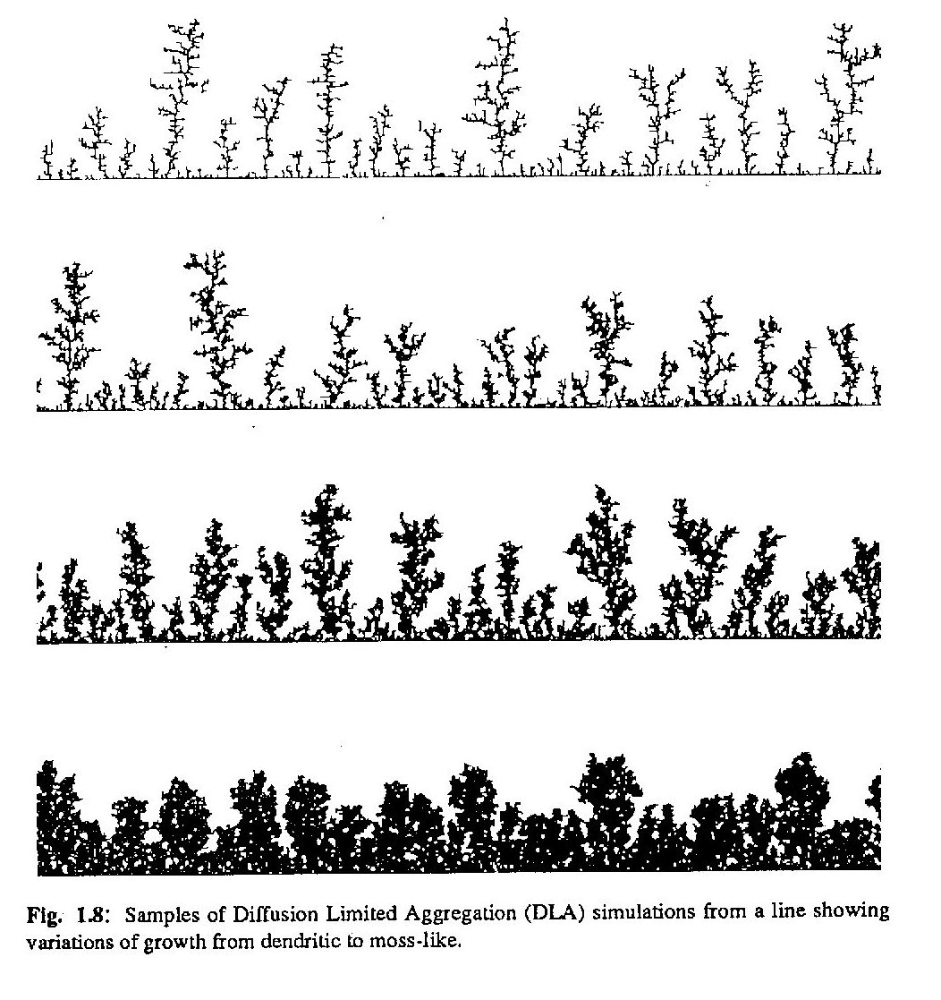 Fig. 1.8: Samples of Diffusion Limited Aggregation (DLA) simulations from a line showing
variations of growth from dendritic to moss-like.